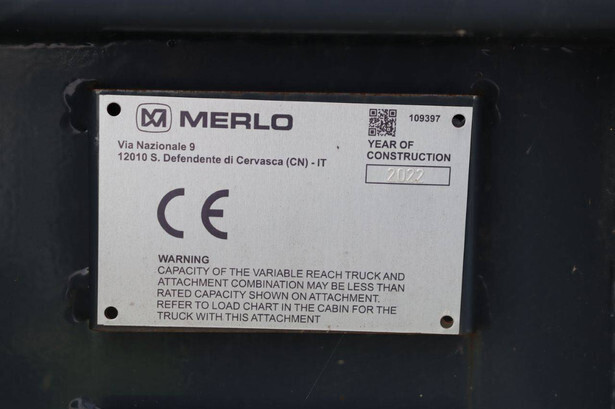 MERLO
109397
Via Nazionale 9
12010 S. Defendente di Cervasca (CN) - IT
YEAR OF
CONSTRUCTION
2022
CE
WARNING
CAPACITY OF THE VARIABLE REACH TRUCK AND
ATTACHMENT COMBINATION MAY BE LESS THAN
RATED CAPACITY SHOWN ON ATTACHMENT.
REFER TO LOAD CHART IN THE CABIN FOR THE
TRUCK WITH THIS ATTACHMENT